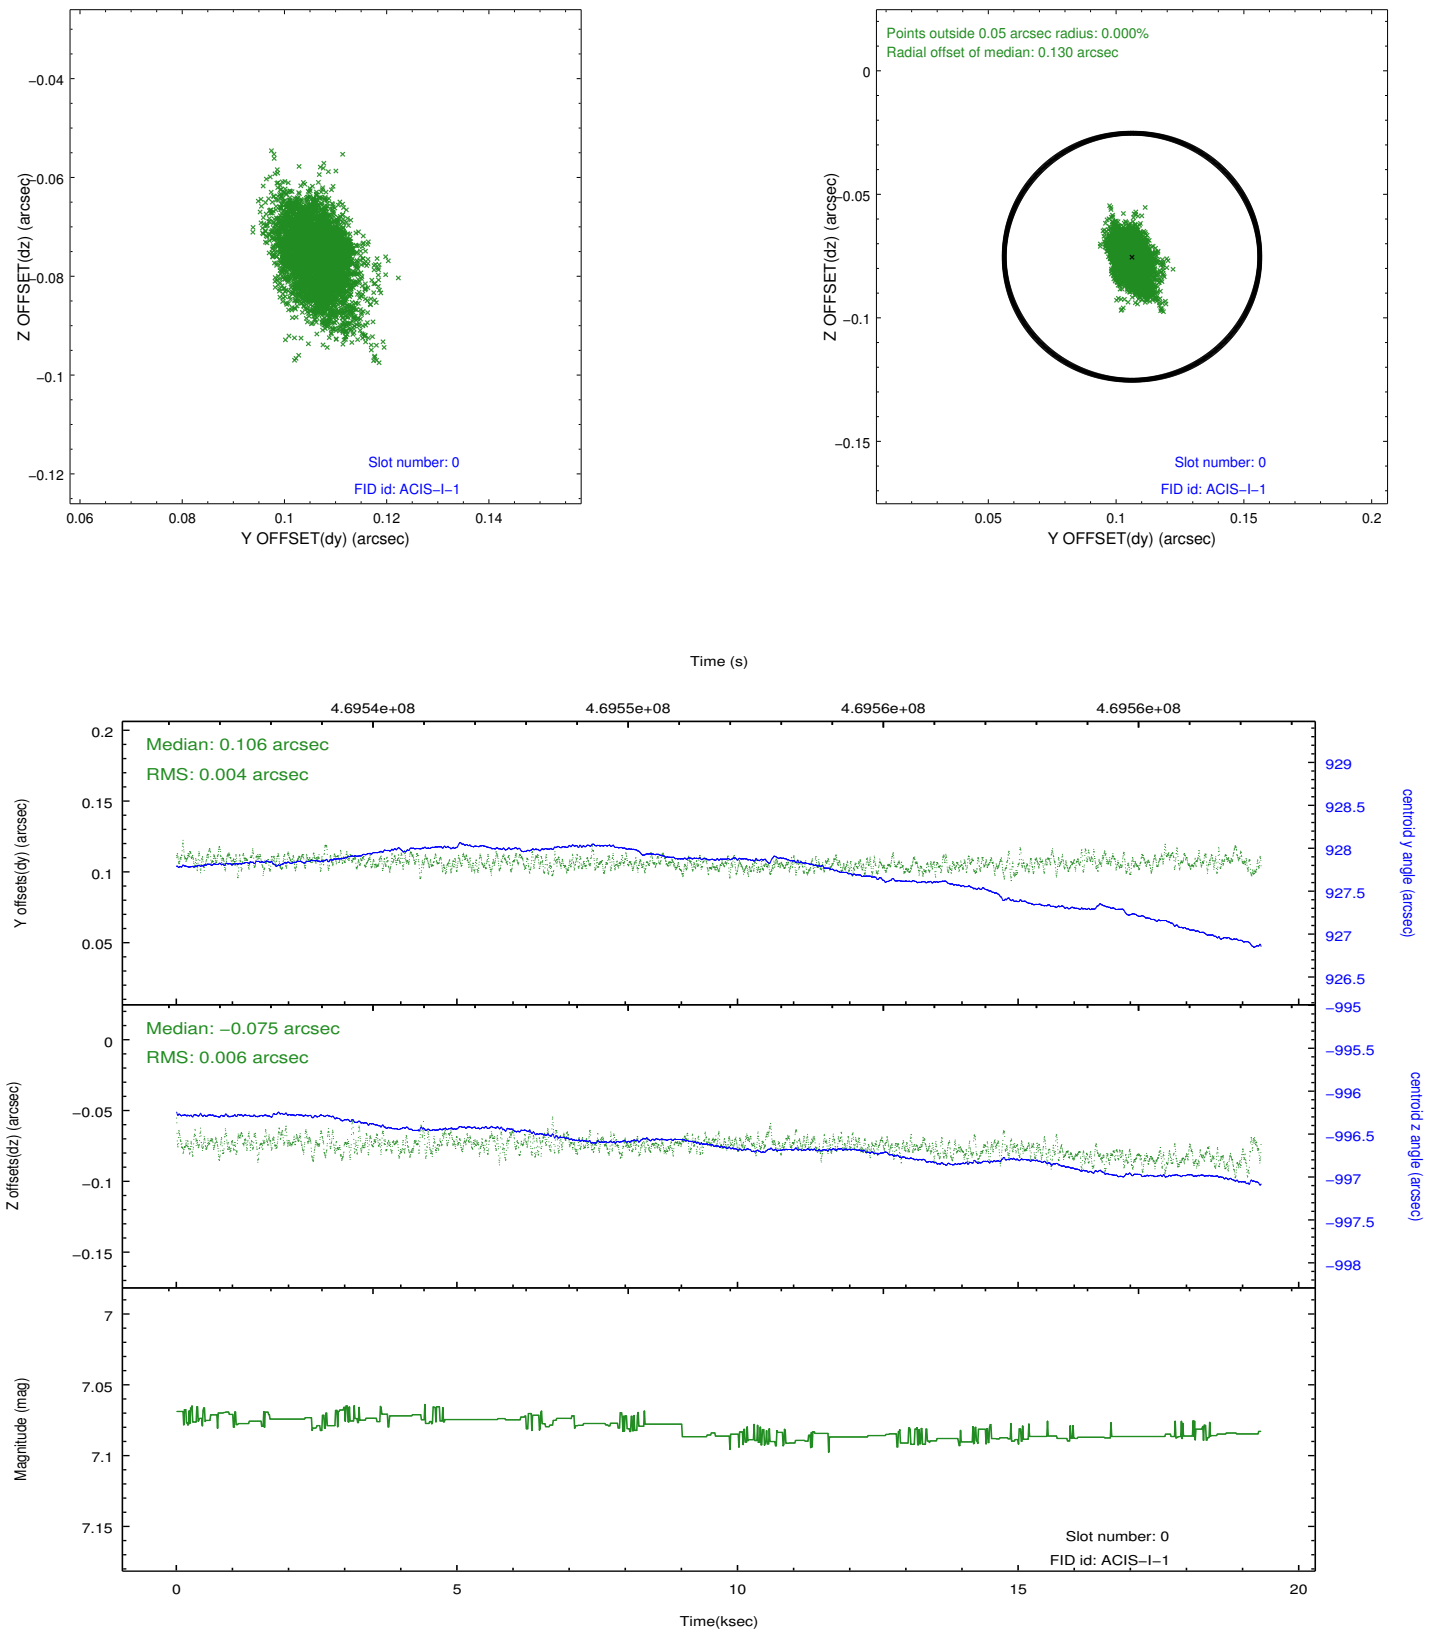 −0.04
−0.06
−0.08
−0.1
−0.12
Z OFFSET(dz) (arcsec)
0.06
0.08
0.1
0.12
0.14
Y OFFSET(dy) (arcsec)
Slot number: 0
FID id: ACIS−I−1
Points outside 0.05 arcsec radius: 0.000%
Radial offset of median: 0.130 arcsec
0
−0.05
−0.1
−0.15
Z OFFSET(dz) (arcsec)
0.05
0.1
0.15
0.2
Y OFFSET(dy) (arcsec)
Slot number: 0
FID id: ACIS−I−1
Time (s)
4.6954e+08
4.6955e+08
4.6956e+08
4.6956e+08
Median: 0.106 arcsec
RMS: 0.004 arcsec
0.2
0.15
0.1
0.05
Y offsets(dy) (arcsec)
929
928.5
928
927.5
927
926.5
centroid y angle (arcsec)
Median: −0.075 arcsec
RMS: 0.006 arcsec
0
−0.05
−0.1
−0.15
Z offsets(dz) (arcsec)
−995
−995.5
−996
−996.5
−997
−997.5
−998
centroid z angle (arcsec)
7
7.05
7.1
7.15
Magnitude (mag)
Slot number: 0
FID id: ACIS−I−1
0
5
10
15
20
Time(ksec)